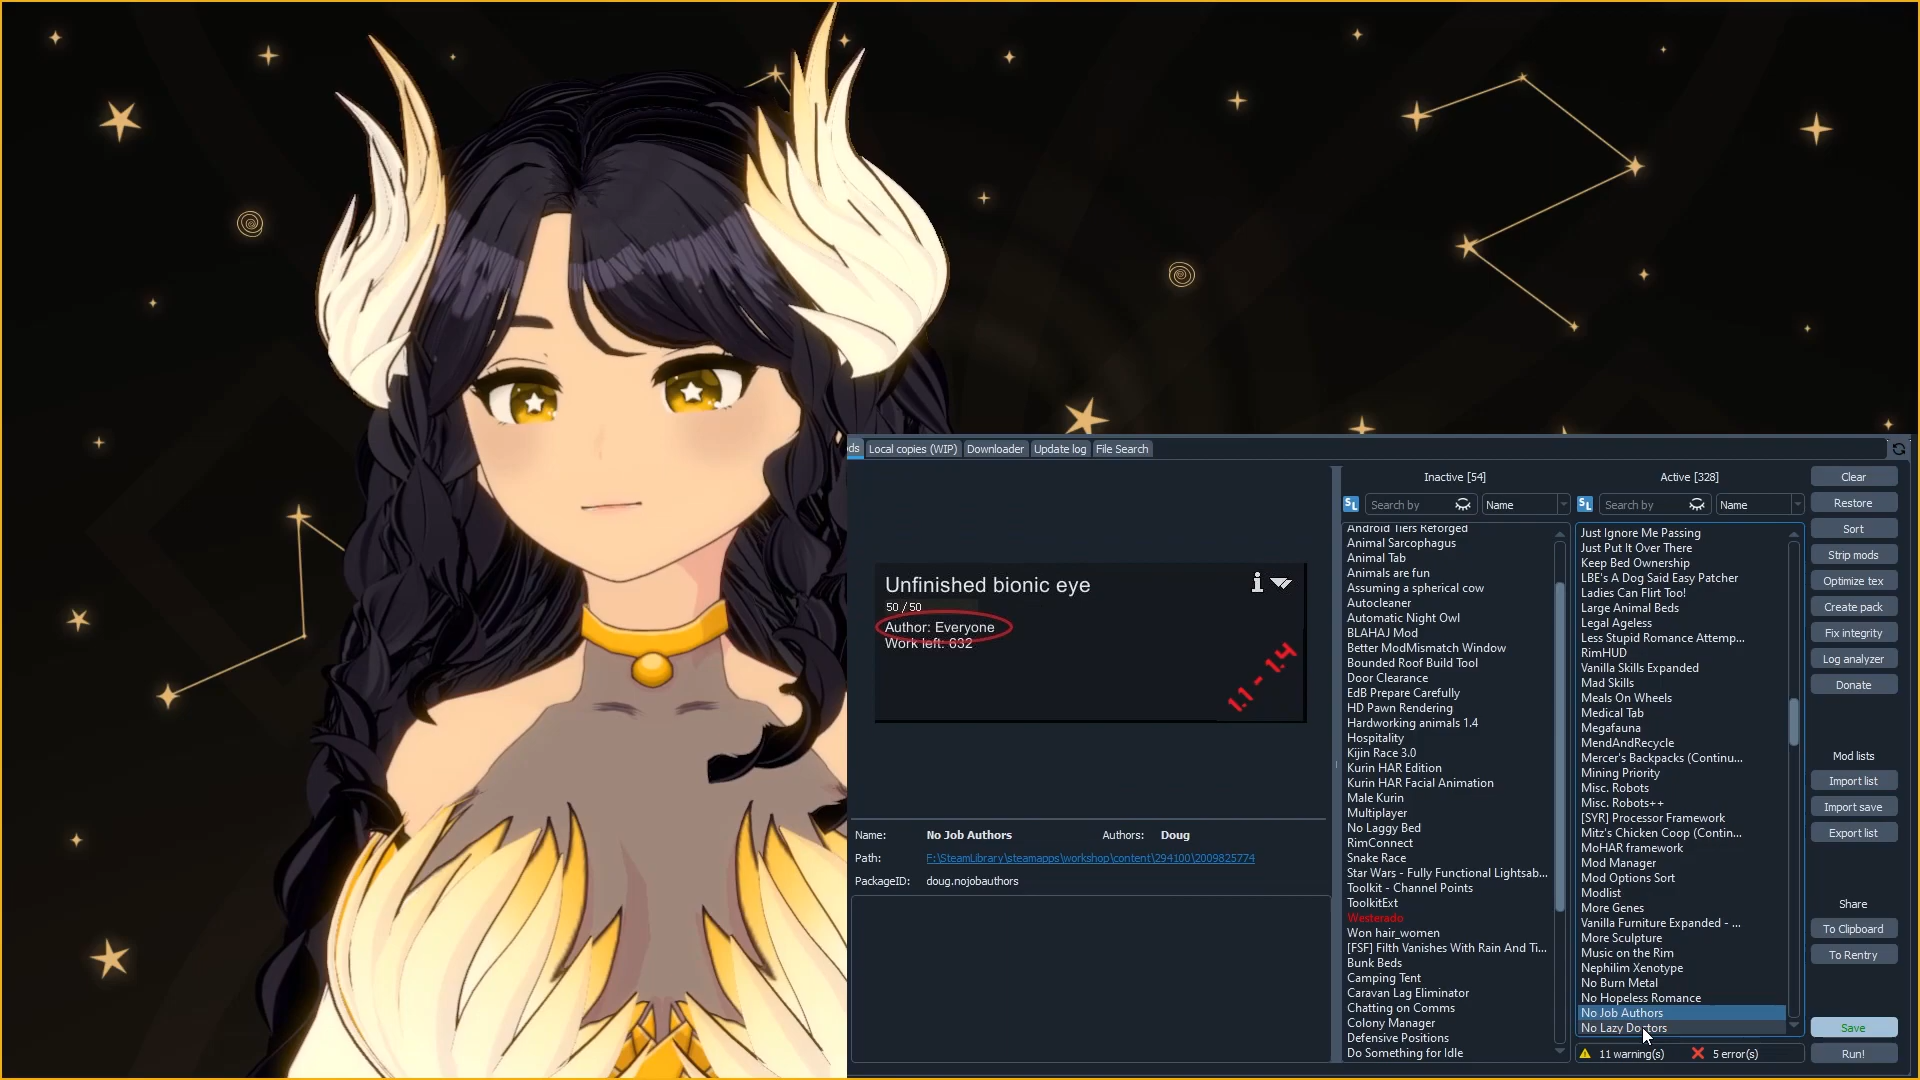 ds
Local copies (WIP)
Downloader
Update log
File Search
Unfinished bionic eye
50 / 50
Author: Everyone
Work left: 632
1.1 - 1.4
Name:
No Job Authors
Authors:
Doug
Path:
F:\SteamLibrary\steamapps\workshop\content\294100\2009825774
PackageID:
doug.nojobauthors
Inactive [54]
Search by
Name
Android Tiers Reforged
Animal Sarcophagus
Animal Tab
Animals are fun
Assuming a spherical cow
Autocleaner
Automatic Night Owl
BLAHAJ Mod
Better ModMismatch Window
Bounded Roof Build Tool
Door Clearance
EdB Prepare Carefully
HD Pawn Rendering
Hardworking animals 1.4
Hospitality
Kijin Race 3.0
Kurin HAR Edition
Kurin HAR Facial Animation
Male Kurin
Multiplayer
No Laggy Bed
RimConnect
Snake Race
Star Wars - Fully Functional Lightsab...
Toolkit - Channel Points
ToolkitExt
Westerado
Won hair_women
[FSF] Filth Vanishes With Rain And Ti...
Bunk Beds
Camping Tent
Caravan Lag Eliminator
Chatting on Comms
Colony Manager
Defensive Positions
Do Something for Idle
Active [328]
Search by
Name
Just Ignore Me Passing
Just Put It Over There
Keep Bed Ownership
LBE's A Dog Said Easy Patcher
Ladies Can Flirt Too!
Large Animal Beds
Legal Ageless
Less Stupid Romance Attemp...
RimHUD
Vanilla Skills Expanded
Mad Skills
Meals On Wheels
Medical Tab
Megafauna
MendAndRecycle
Mercer's Backpacks (Continu...
Mining Priority
Misc. Robots
Misc. Robots++
[SYR] Processor Framework
Mitz's Chicken Coop (Contin...
MoHAR framework
Mod Manager
Mod Options Sort
Modlist
More Genes
Vanilla Furniture Expanded - ...
More Sculpture
Music on the Rim
Nephilim Xenotype
No Burn Metal
No Hopeless Romance
No Job Authors
No Lazy Doctors
11 warning(s)
5 error(s)
Clear
Restore
Sort
Strip mods
Optimize tex
Create pack
Fix integrity
Log analyzer
Donate
Mod lists
Import list
Import save
Export list
Share
To Clipboard
To Rentry
Save
Run!